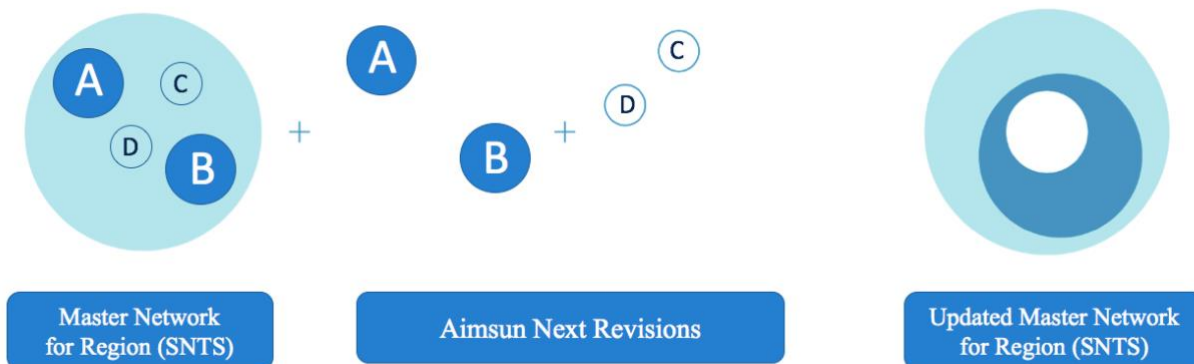 A
C
D
B
+
A
B
+
C
D
Master Network
for Region (SNTS)
Aimsun Next Revisions
Updated Master Network
for Region (SNTS)